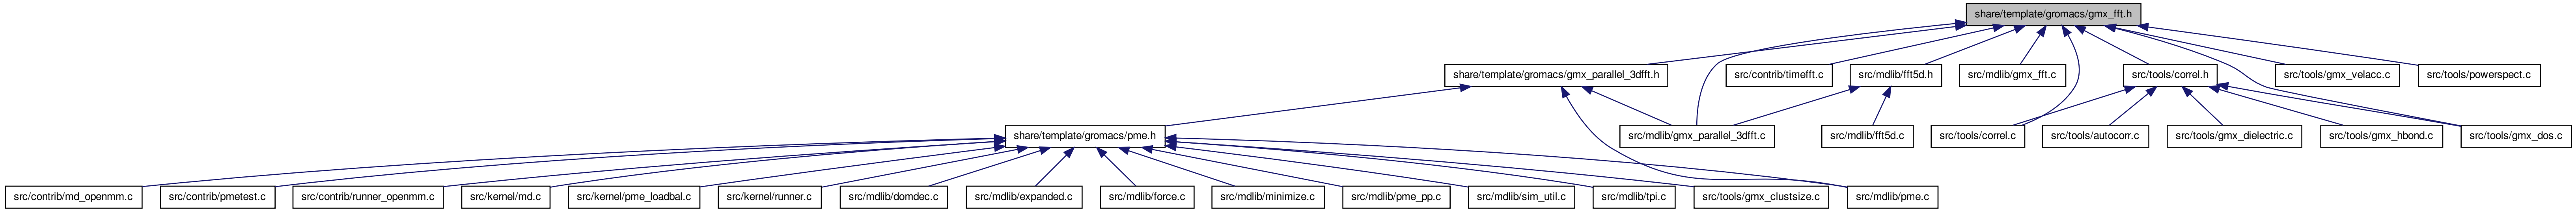 share/template/gromacs/gmx_fft.h
share/template/gromacs/gmx_parallel_3dfft.h
src/contrib/timefft.c
src/mdlib/fft5d.h
src/mdlib/gmx_fft.c
src/tools/correl.h
src/tools/gmx_velacc.c
src/tools/powerspect.c
share/template/gromacs/pme.h
src/mdlib/gmx_parallel_3dfft.c
src/mdlib/fft5d.c
src/tools/correl.c
src/tools/autocorr.c
src/tools/gmx_dielectric.c
src/tools/gmx_hbond.c
src/tools/gmx_dos.c
src/contrib/md_openmm.c
src/contrib/pmetest.c
src/contrib/runner_openmm.c
src/kernel/md.c
src/kernel/pme_loadbal.c
src/kernel/runner.c
src/mdlib/domdec.c
src/mdlib/expanded.c
src/mdlib/force.c
src/mdlib/minimize.c
src/mdlib/pme_pp.c
src/mdlib/sim_util.c
src/mdlib/tpi.c
src/tools/gmx_clustsize.c
src/mdlib/pme.c